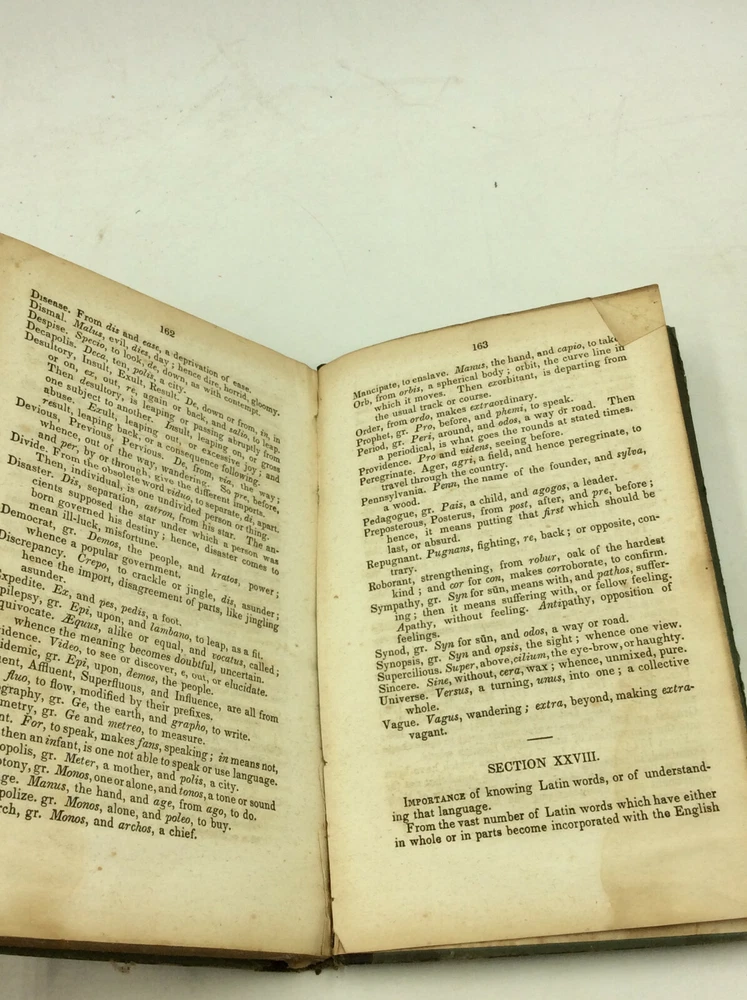 162
Disease. From dis and ease, a deprivation of ease.
Dismal. Malus, evil, dies, day; hence dire, horrid, gloomy.
Despise. Specio, to look, de, down, as with contempt.
Decapolis. Deca, ten, polis, a city.
Desultory, Insult, Exult, Result. De, down or from, in, in
or on, ex, out, re, again or back, and salio, to leap.
Then desultory, is leaping or passing abruptly from
one subject to another. Insult, leaping on, or gross
abuse. Exult, leaping out, or excessive joy and
result, leaping back, or a consequence following.
Devious, Previous, Pervious. De, from, via, the way;
whence, out of the way, wandering. So, pre, before,
and per, by or through, give the different imports.
Divide. From the obsolete word viduo, to separate, di, apart.
Then, individual, is one undivided person or thing.
Disaster. Dis, separation, astron, from his star. The an-
cients supposed the star under which a person was
born governed his destiny; hence, disaster comes to
mean ill-luck, misfortune.
Democrat, gr. Demos, the people, and kratos, power;
whence a popular government.
Discrepancy. Crepo, to crackle or jingle, dis, asunder;
hence the import, disagreement of parts, like jingling
asunder.
xpedite. Ex, and pes, pedis, a foot.
pilepsy, gr. Epi, upon, and lambano, to leap, as a fit.
quivocate. Æquus, alike or equal, and vocatus, called;
whence the meaning becomes doubtful, uncertain.
idence. Video, to see or discover, e, out, or elucidate.
idemic, gr. Epi, upon, demos, the people.
ent, Affluent, Superfluous, and Influence, are all from
fluo, to flow, modified by their prefixes.
graphy, gr. Ge, the earth, and grapho, to write.
metry, gr. Ge and metreo, to measure.
nt. For, to speak, makes fans, speaking; in means not,
then an infant, is one not able to speak or use language.
opolis, gr. Meter, a mother, and polis, a city.
otony, gr. Monos, one or alone, and tonos, a tone or sound
ge. Manus, the hand, and age, from ago, to do.
polize. gr. Monos, alone, and poleo, to buy.
rch, gr. Monos, and archos, a chief.
163
Mancipate, to enslave. Manus, the hand, and capio, to take
Orb, from orbis, a spherical body; orbit, the curve line in
which it moves. Then exorbitant, is departing from
the usual track or course.
Order, from ordo, makes extraordinary.
Prophet, gr. Pro, before, and phemi, to speak.
Period, gr. Peri, around, and odos, a way or road. Then
a periodical, is what goes the rounds at stated times.
Providence. Pro and videns, seeing before.
Peregrinate. Ager, agri, a field, and hence peregrinate, to
travel through the country.
Pennsylvania. Penn, the name of the founder, and sylva,
a wood.
Pedagogue, gr. Pais, a child, and agogos, a leader.
Preposterous, Posterus, from post, after, and pre, before;
hence, it means putting that first which should be
last, or absurd.
Repugnant. Pugnans, fighting, re, back; or opposite, con-
trary.
Roborant, strengthening, from robur, oak of the hardest
kind; and cor for con, makes corroborate, to confirm.
Sympathy, gr. Syn for sūn, means with, and pathos, suffer-
ing; then it means suffering with, or fellow feeling.
Apathy, without feeling. Antipathy, opposition of
feelings.
Synod, gr. Syn for sūn, and odos, a way or road.
Synopsis, gr. Syn and opsis, the sight; whence one view.
Supercilious. Super, above, cilium, the eye-brow, or haughty.
Sincere. Sine, without, cera, wax; whence, unmixed, pure.
Universe. Versus, a turning, unus, into one; a collective
whole.
Vague. Vagus, wandering; extra, beyond, making extra-
vagant.
SECTION XXVIII.
Importance of knowing Latin words, or of understand-
ing that language.
From the vast number of Latin words which have either
in whole or in parts become incorporated with the English